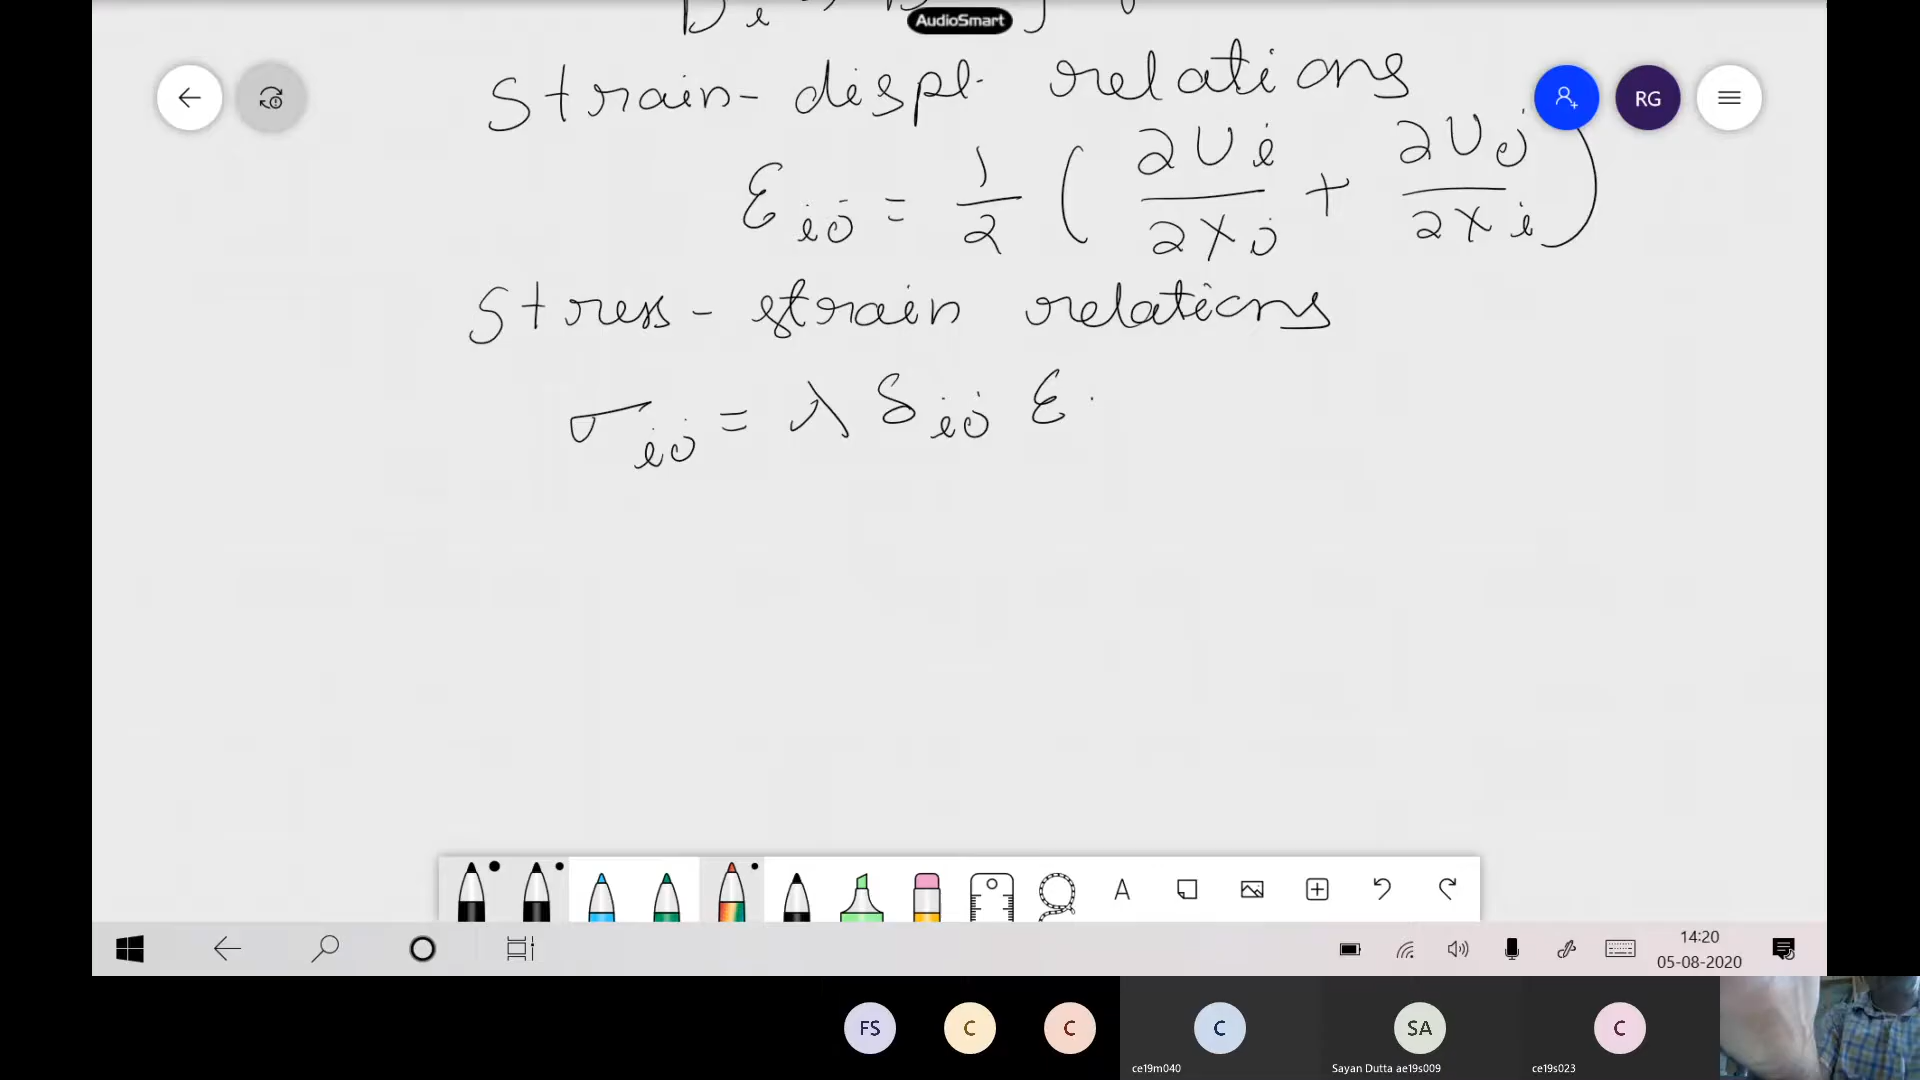 AudioSmart
Strain-displ. relations
RG
ε_ij = 1/2 ( ∂U_i/∂X_j + ∂U_j/∂X_i )
Stress-strain relations
σ_ij = λ δ_ij ε
A
14:20
05-08-2020
FS
C
C
C
SA
C
ce19m040
Sayan Dutta ae19s009
ce19s023